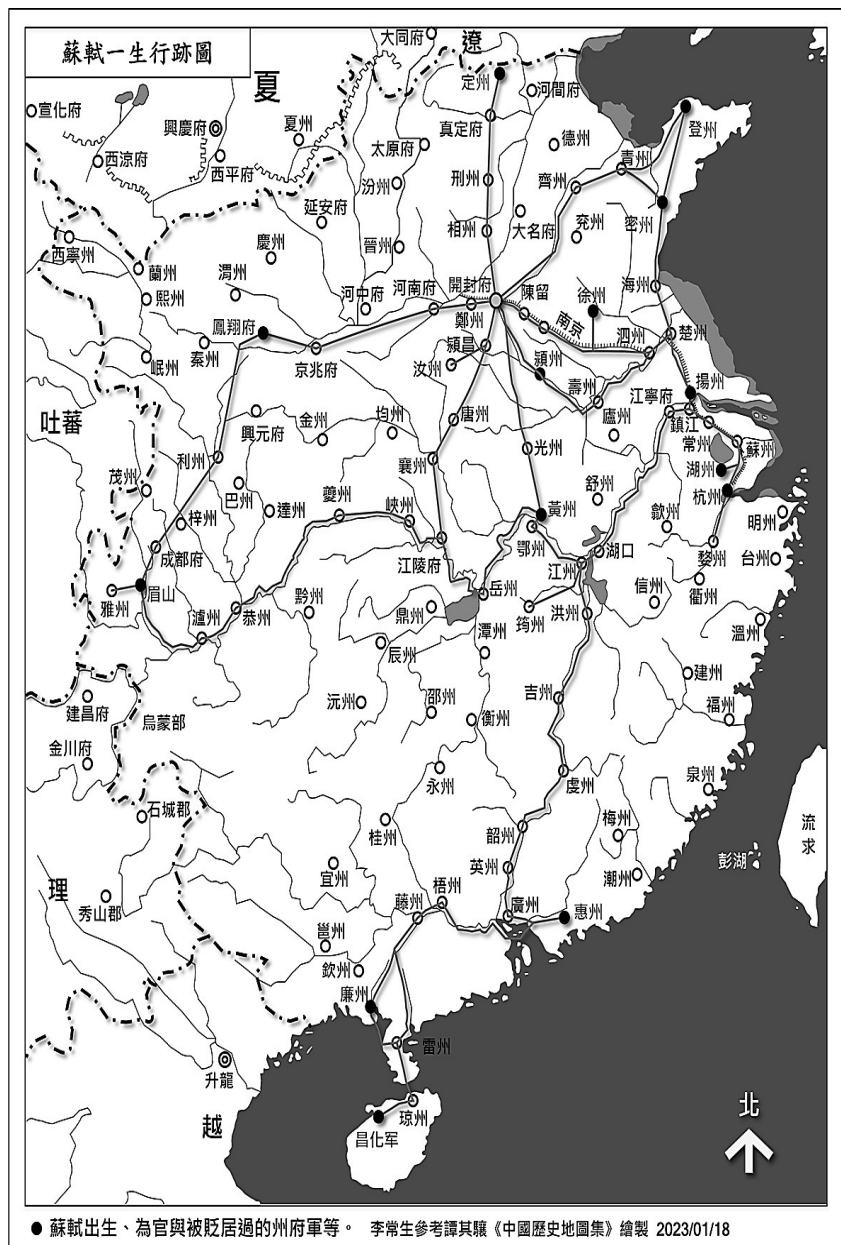 蘇軾一生行跡圖
大同府
遼
夏
定州
河間府
宣化府
興慶府
夏州
真定府
登州
太原府
德州
青州
西涼府
西平府
汾州
刑州
齊州
延安府
大名府
兗州
密州
西寧州
慶州
晉州
相州
蘭州
渭州
河中府
河南府
開封府
陳留
徐州
海州
熙州
鳳翔府
鄭州
南京
泗州
楚州
岷州
秦州
京兆府
潁昌
汝州
潁州
壽州
揚州
江寧府
鎮江
吐蕃
興元府
金州
均州
唐州
廬州
常州
蘇州
利州
襄州
光州
湖州
茂州
巴州
達州
夔州
峽州
舒州
杭州
梓州
黃州
歙州
明州
成都府
江陵府
鄂州
湖口
婺州
台州
江州
衢州
雅州
眉山
瀘州
恭州
黔州
鼎州
岳州
筠州
洪州
信州
溫州
辰州
潭州
建州
建昌府
烏蒙部
沅州
邵州
衡州
吉州
福州
金川府
永州
虔州
泉州
石城郡
桂州
韶州
梅州
流求
英州
彭湖
宜州
潮州
理
秀山郡
藤州
梧州
廣州
惠州
邕州
欽州
廉州
雷州
升龍
越
琼州
昌化军
北
● 蘇軾出生、為官與被貶居過的州府軍等。 李常生參考譚其驤《中國歷史地圖集》繪製 2023/01/18